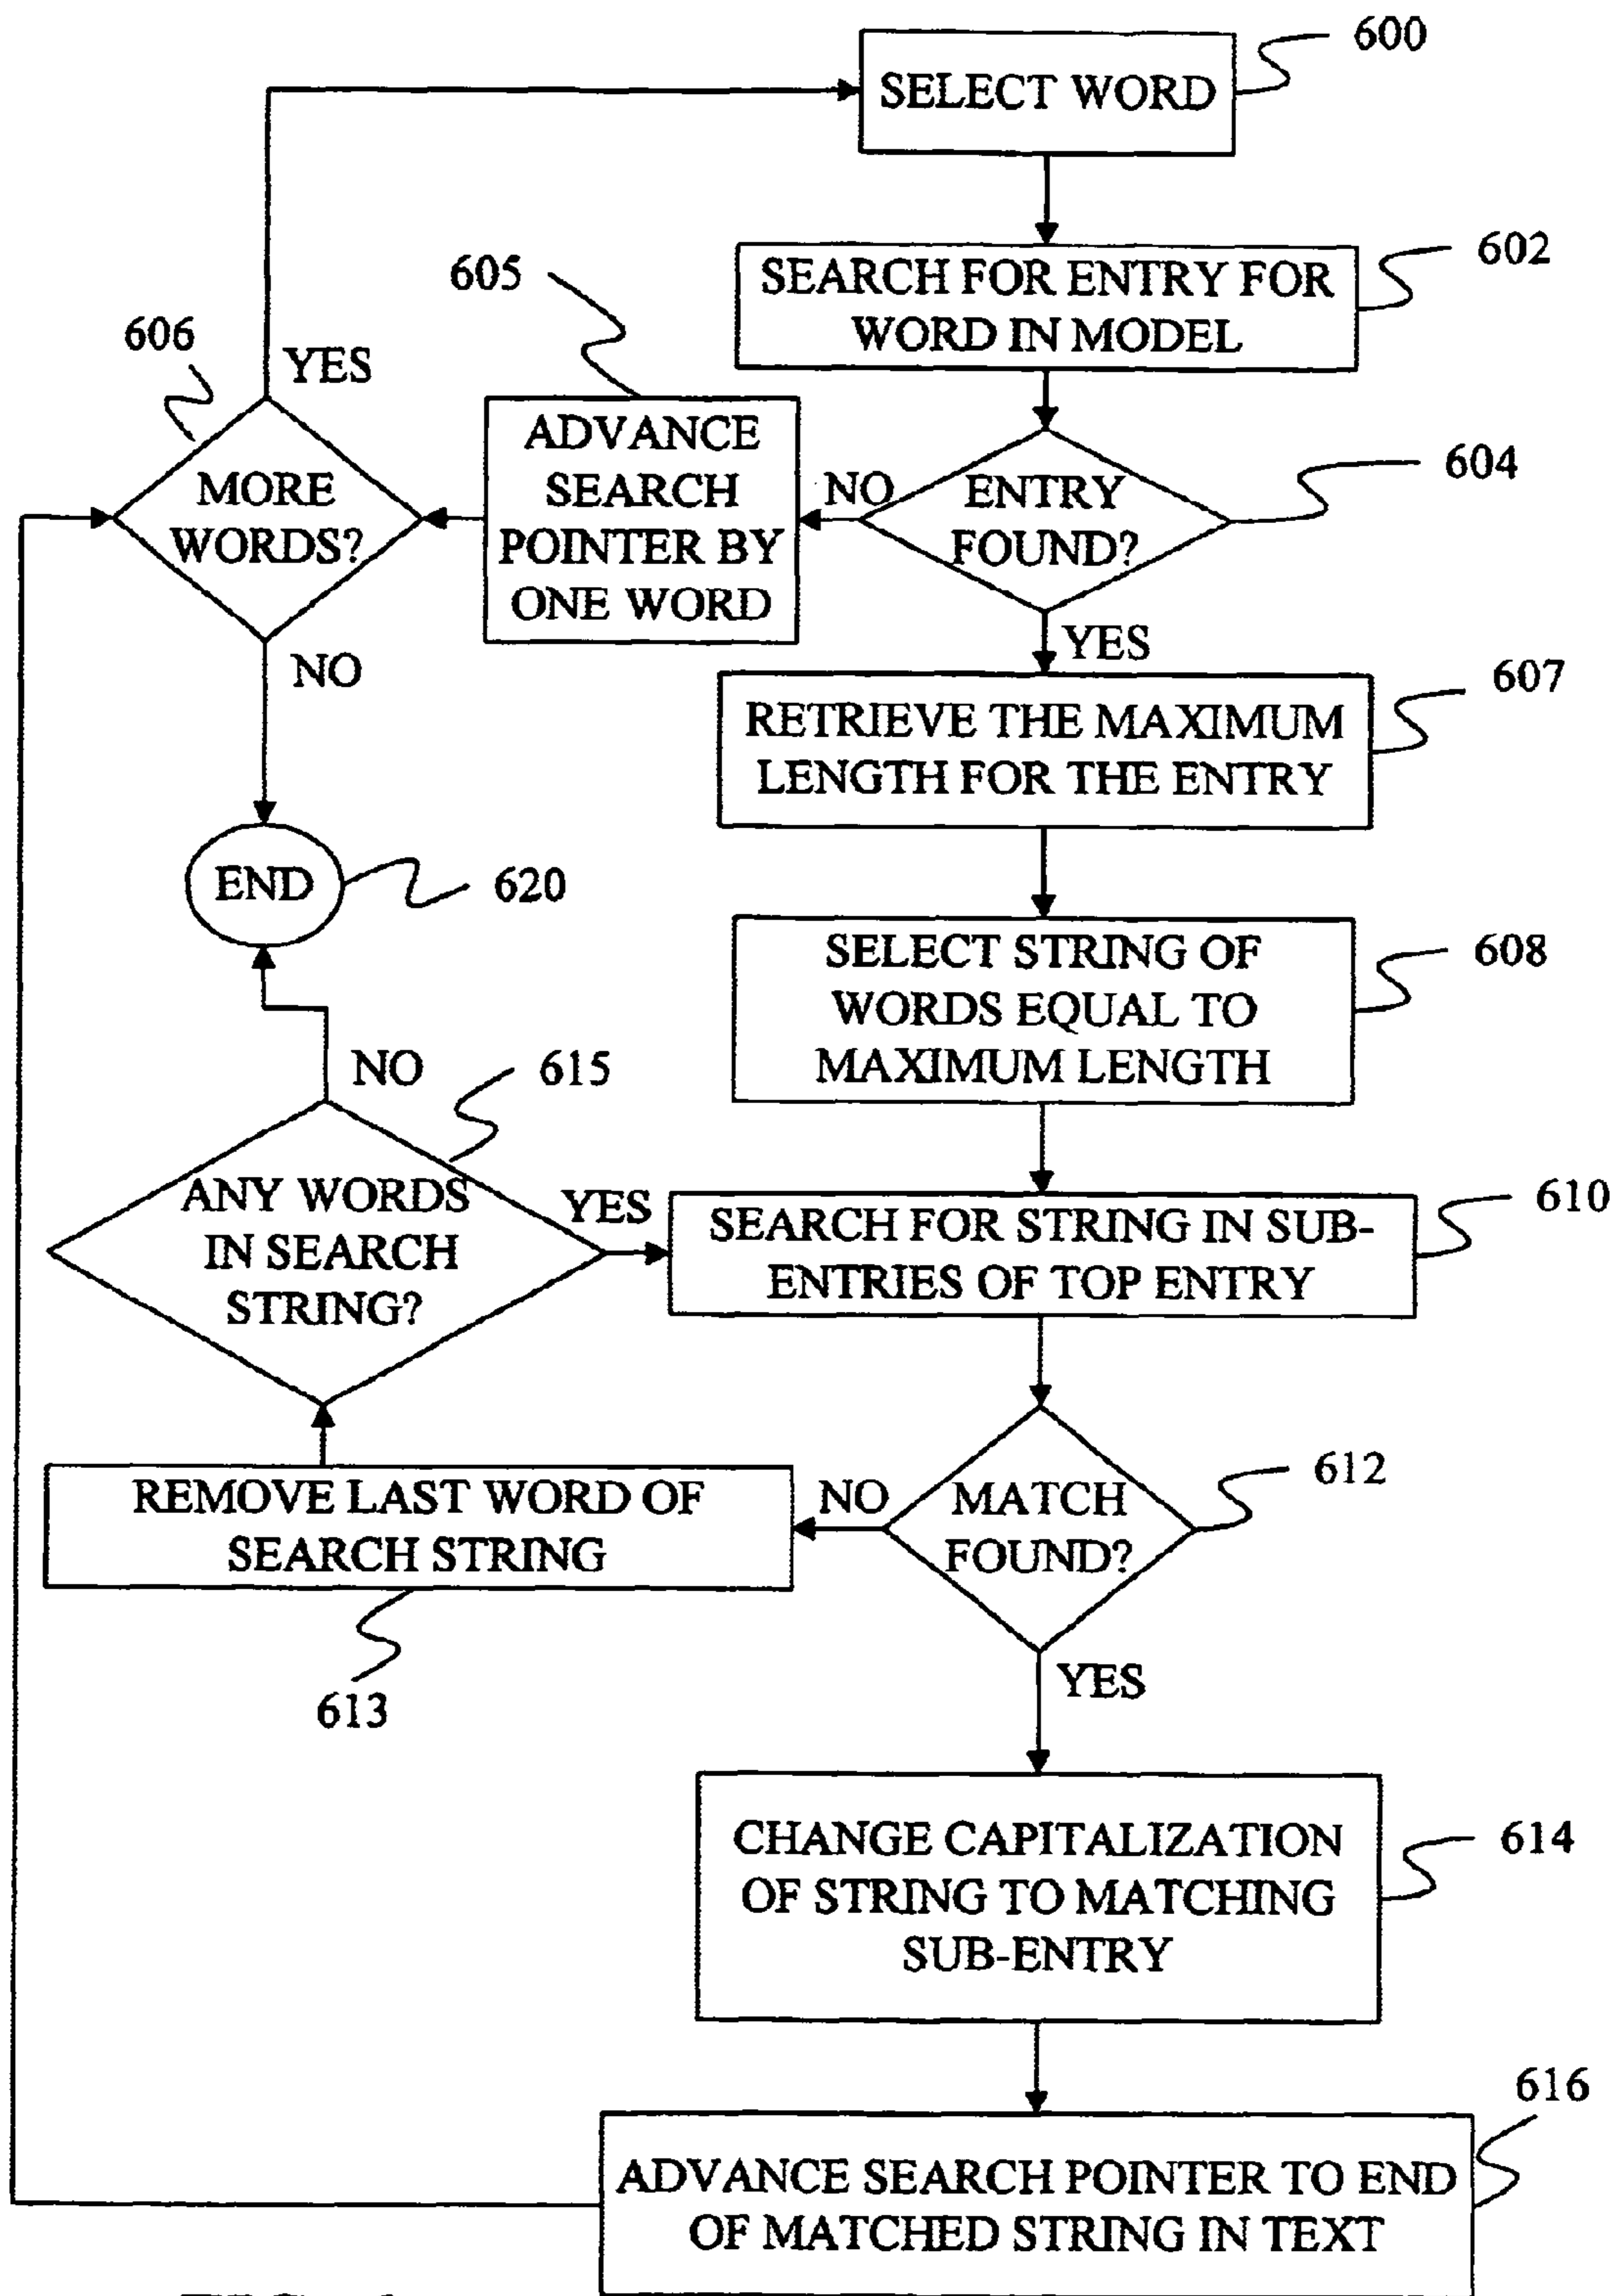 600
SELECT WORD
602
SEARCH FOR ENTRY FOR
WORD IN MODEL
605
606
YES
ADVANCE
SEARCH
POINTER BY
ONE WORD
NO
ENTRY
FOUND?
604
MORE
WORDS?
YES
NO
607
RETRIEVE THE MAXIMUM
LENGTH FOR THE ENTRY
END
620
608
SELECT STRING OF
WORDS EQUAL TO
MAXIMUM LENGTH
NO
615
ANY WORDS
IN SEARCH
STRING?
YES
610
SEARCH FOR STRING IN SUB-
ENTRIES OF TOP ENTRY
REMOVE LAST WORD OF
SEARCH STRING
NO
MATCH
FOUND?
612
613
YES
614
CHANGE CAPITALIZATION
OF STRING TO MATCHING
SUB-ENTRY
616
ADVANCE SEARCH POINTER TO END
OF MATCHED STRING IN TEXT